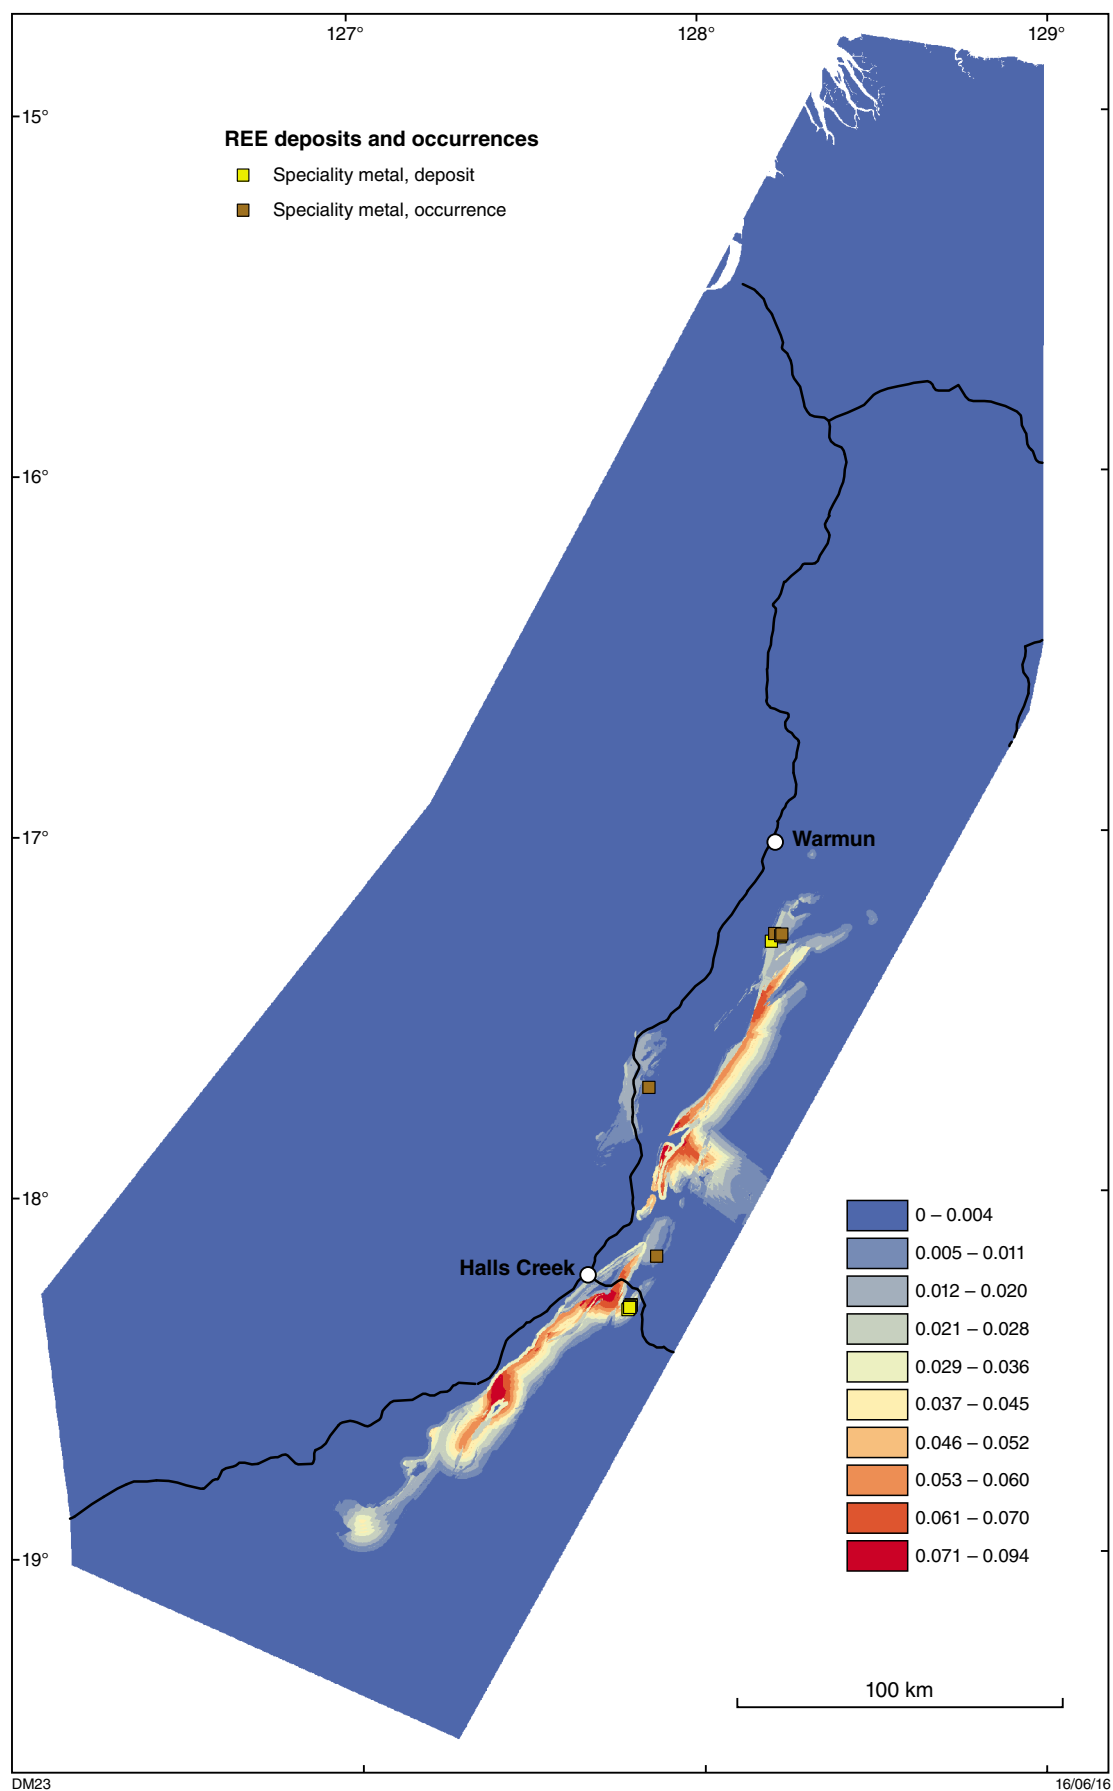 127°
128°
129°
15°
REE deposits and occurrences
Speciality metal, deposit
Speciality metal, occurrence
16°
17°
Warmun
18°
Halls Creek
0 – 0.004
0.005 – 0.011
0.012 – 0.020
0.021 – 0.028
0.029 – 0.036
0.037 – 0.045
0.046 – 0.052
0.053 – 0.060
0.061 – 0.070
0.071 – 0.094
19°
100 km
DM23
16/06/16